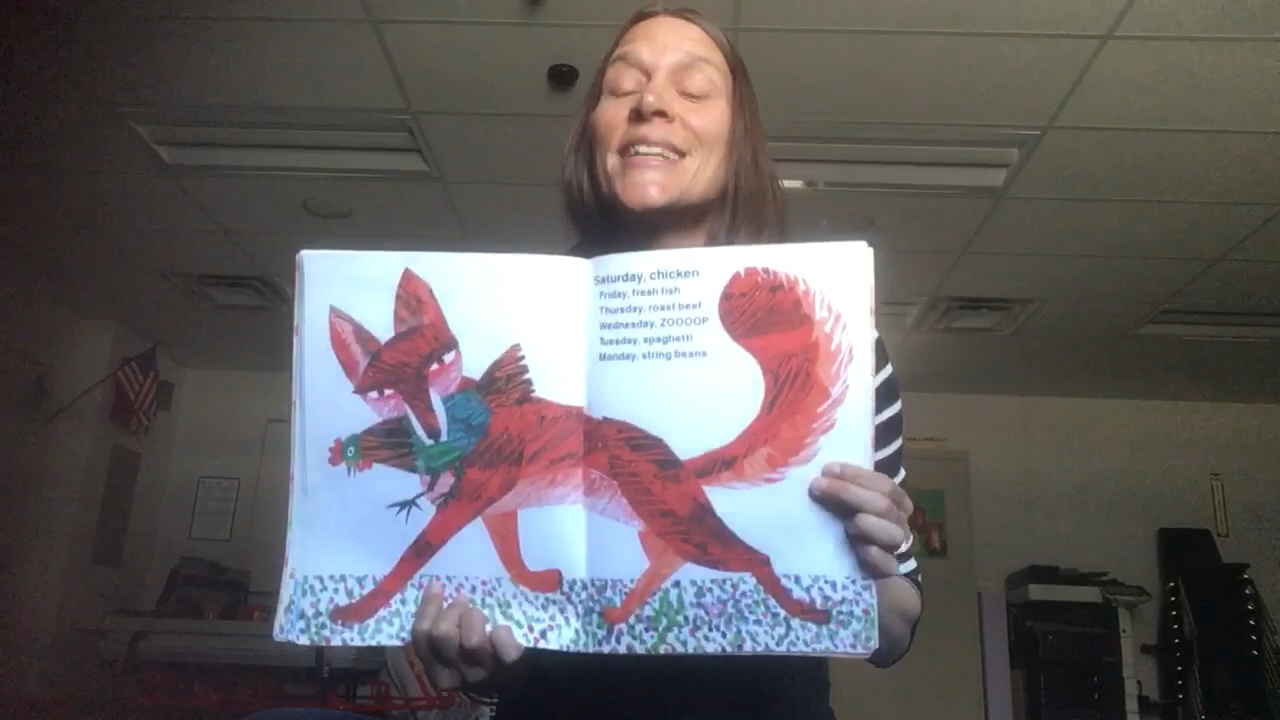 Saturday, chicken
Friday, fresh fish
Thursday, roast beef
Wednesday, ZOOOOP
Tuesday, spaghetti
Monday, string beans